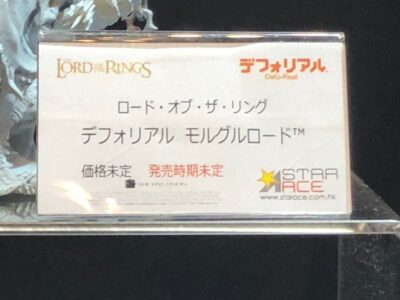 LORD OF THE RINGS
デフォリアル®
Defo-Real
ロード・オブ・ザ・リング
デフォリアル モルグルロード™
価格未定 発売時期未定
NEW LINE CINEMA
STAR
ACE
www.starace.com.hk